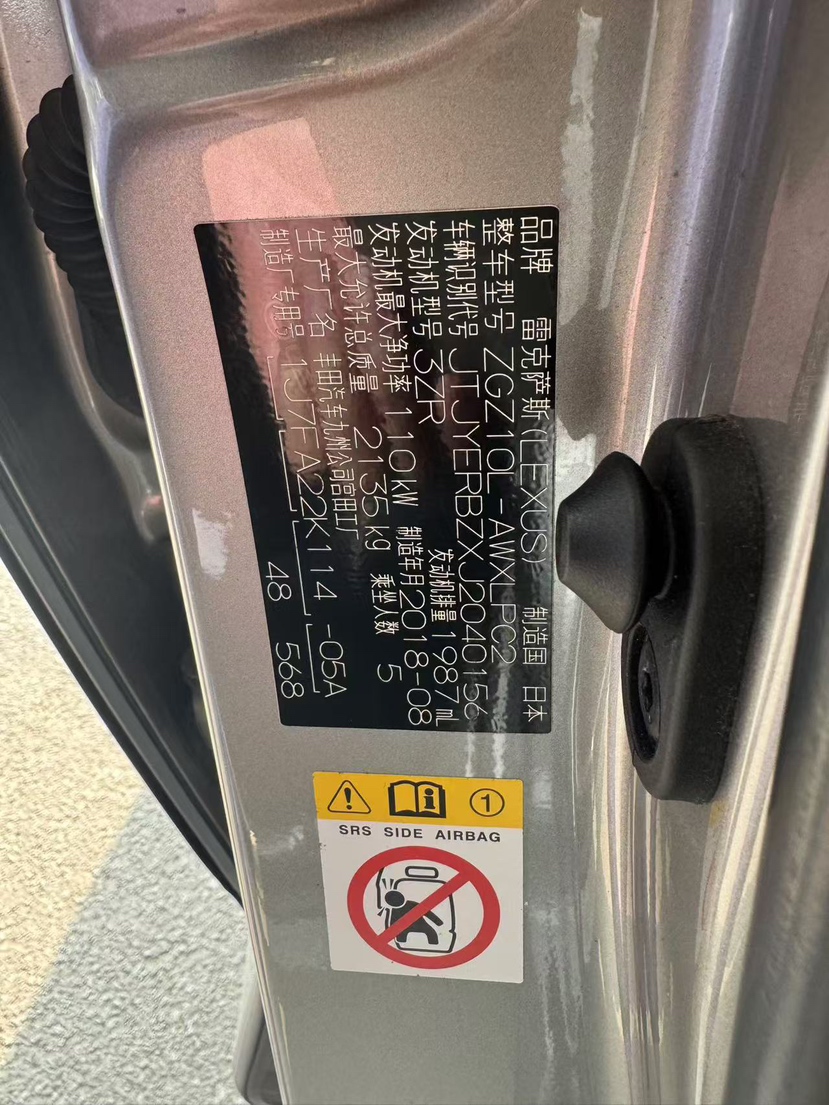 品牌 雷克萨斯(LEXUS) 制造国 日本
整车型号 ZGZ10L-AWXLPC2
车辆识别代号 JTJYERBZXJ2040156
发动机型号 3ZR 发动机排量 1987 mL
发动机最大净功率 110kW 制造年月 2018-08
最大允许总质量 2135kg 乘坐人数 5
生产厂名 丰田汽车九州公司宫田工厂
制造厂专用号 1J7FA22K114 -05A
48 568
1
SRS SIDE AIRBAG